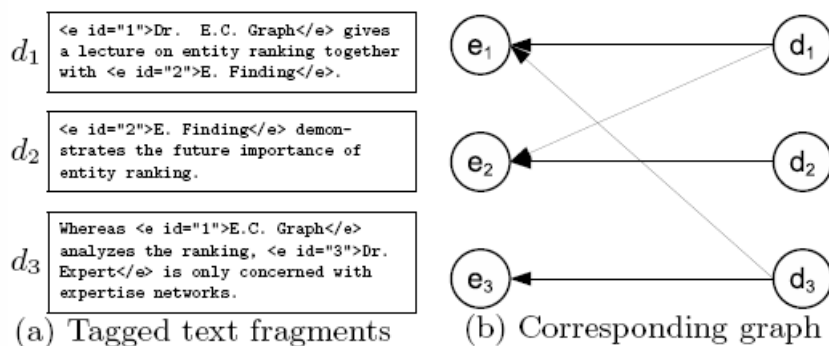 d1
<e id="1">Dr. E.C. Graph</e> gives
a lecture on entity ranking together
with <e id="2">E. Finding</e>.
d2
<e id="2">E. Finding</e> demon-
strates the future importance of
entity ranking.
d3
Whereas <e id="1">E.C. Graph</e>
analyzes the ranking, <e id="3">Dr.
Expert</e> is only concerned with
expertise networks.
(a) Tagged text fragments
e1 d1
e2 d2
e3 d3
(b) Corresponding graph